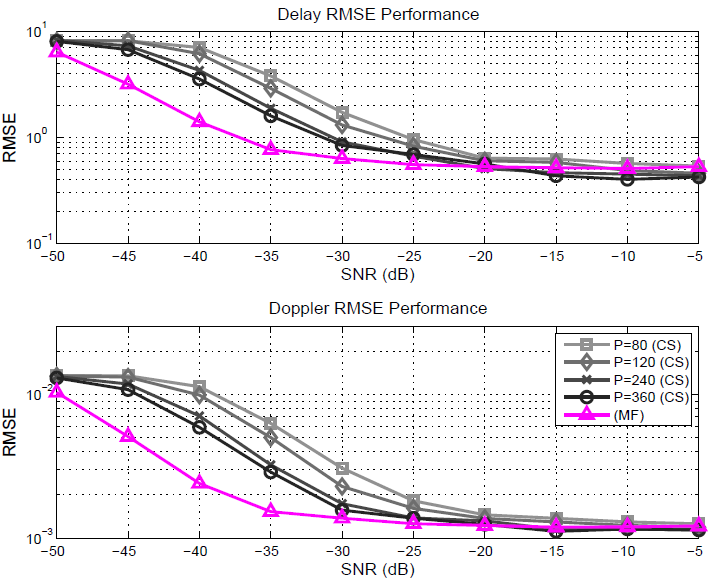 Delay RMSE Performance
10^1
10^0
10^-1
RMSE
−50 −45 −40 −35 −30 −25 −20 −15 −10 −5
SNR (dB)
Doppler RMSE Performance
P=80 (CS)
P=120 (CS)
P=240 (CS)
P=360 (CS)
(MF)
10^-2
10^-3
RMSE
−50 −45 −40 −35 −30 −25 −20 −15 −10 −5
SNR (dB)